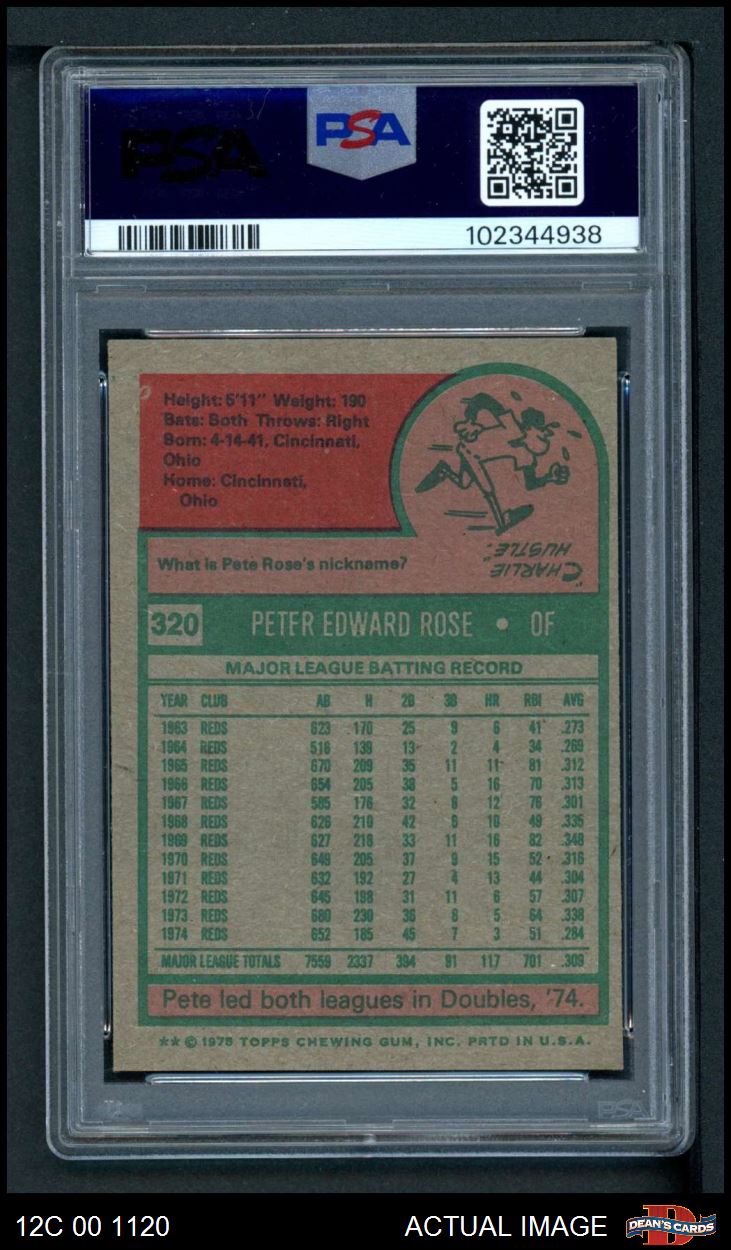 PSA
PSA
102344938
Height: 5'11" Weight: 190
Bats: Both Throws: Right
Born: 4-14-41, Cincinnati,
Ohio
Home: Cincinnati,
Ohio
What is Pete Rose's nickname?
"CHARLIE
HUSTLE."
320 PETER EDWARD ROSE • OF
MAJOR LEAGUE BATTING RECORD
YEAR CLUB AB H 2B 3B HR RBI AVG
1963 REDS 623 170 25 9 6 41 .273
1964 REDS 516 139 13 2 4 34 .269
1965 REDS 670 209 35 11 11 81 .312
1966 REDS 654 205 38 5 16 70 .313
1967 REDS 585 176 32 8 12 76 .301
1968 REDS 626 210 42 6 10 49 .335
1969 REDS 627 218 33 11 16 82 .348
1970 REDS 649 205 37 9 15 52 .316
1971 REDS 632 192 27 4 13 44 .304
1972 REDS 645 198 31 11 6 57 .307
1973 REDS 680 230 36 8 5 64 .338
1974 REDS 652 185 45 7 3 51 .284
MAJOR LEAGUE TOTALS 7559 2337 394 91 117 701 .309
Pete led both leagues in Doubles, '74.
** © 1975 TOPPS CHEWING GUM, INC. PRTD IN U.S.A.
PSA
12C 00 1120 ACTUAL IMAGE DEAN'S CARDS